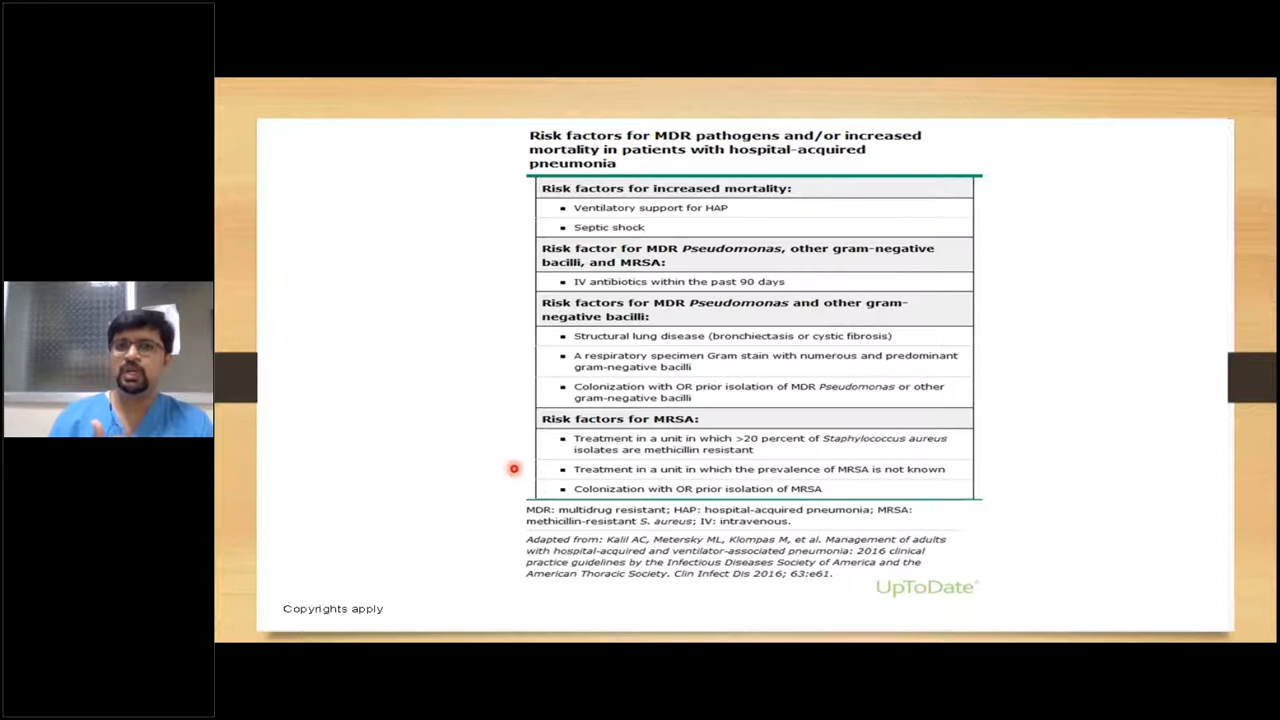 Risk factors for MDR pathogens and/or increased
mortality in patients with hospital-acquired
pneumonia
Risk factors for increased mortality:
▪ Ventilatory support for HAP
▪ Septic shock
Risk factor for MDR Pseudomonas, other gram-negative
bacilli, and MRSA:
▪ IV antibiotics within the past 90 days
Risk factors for MDR Pseudomonas and other gram-
negative bacilli:
▪ Structural lung disease (bronchiectasis or cystic fibrosis)
▪ A respiratory specimen Gram stain with numerous and predominant
gram-negative bacilli
▪ Colonization with OR prior isolation of MDR Pseudomonas or other
gram-negative bacilli
Risk factors for MRSA:
▪ Treatment in a unit in which >20 percent of Staphylococcus aureus
isolates are methicillin resistant
▪ Treatment in a unit in which the prevalence of MRSA is not known
▪ Colonization with OR prior isolation of MRSA
MDR: multidrug resistant; HAP: hospital-acquired pneumonia; MRSA:
methicillin-resistant S. aureus; IV: intravenous.
Adapted from: Kalil AC, Metersky ML, Klompas M, et al. Management of adults
with hospital-acquired and ventilator-associated pneumonia: 2016 clinical
practice guidelines by the Infectious Diseases Society of America and the
American Thoracic Society. Clin Infect Dis 2016; 63:e61.
UpToDate®
Copyrights apply